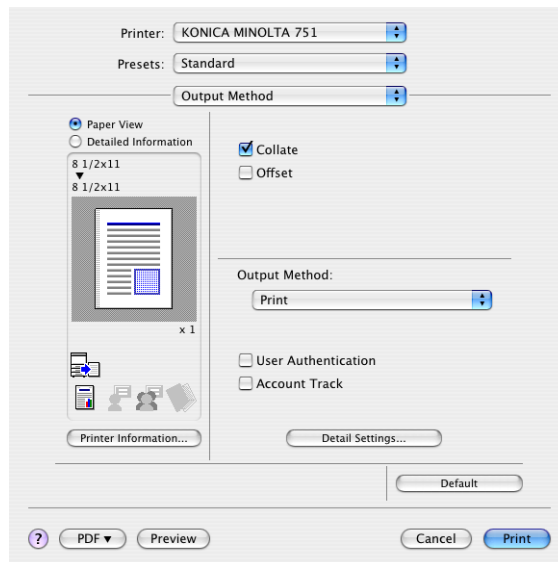 Printer: KONICA MINOLTA 751
Presets: Standard
Output Method
Paper View
Detailed Information
8 1/2x11
8 1/2x11
x 1
Printer Information...
Collate
Offset
Output Method:
Print
User Authentication
Account Track
Detail Settings...
Default
? PDF▼ Preview Cancel Print